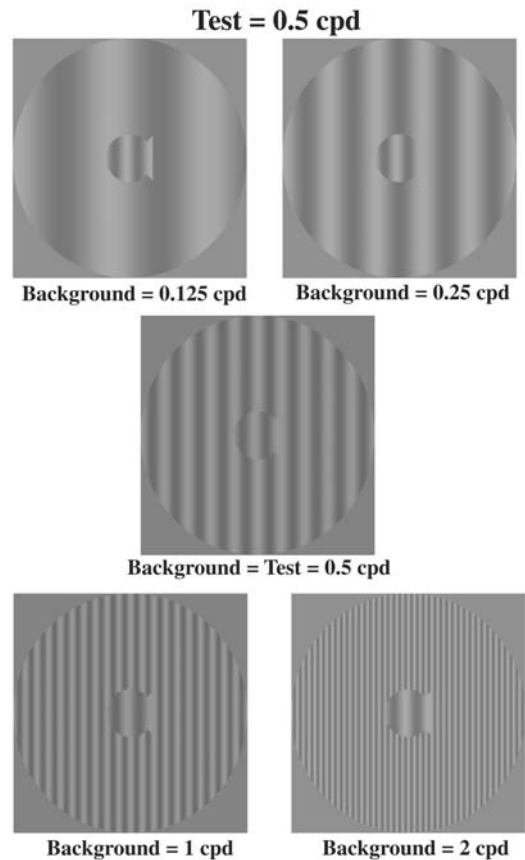 Test = 0.5 cpd
Background = 0.125 cpd
Background = 0.25 cpd
Background = Test = 0.5 cpd
Background = 1 cpd
Background = 2 cpd